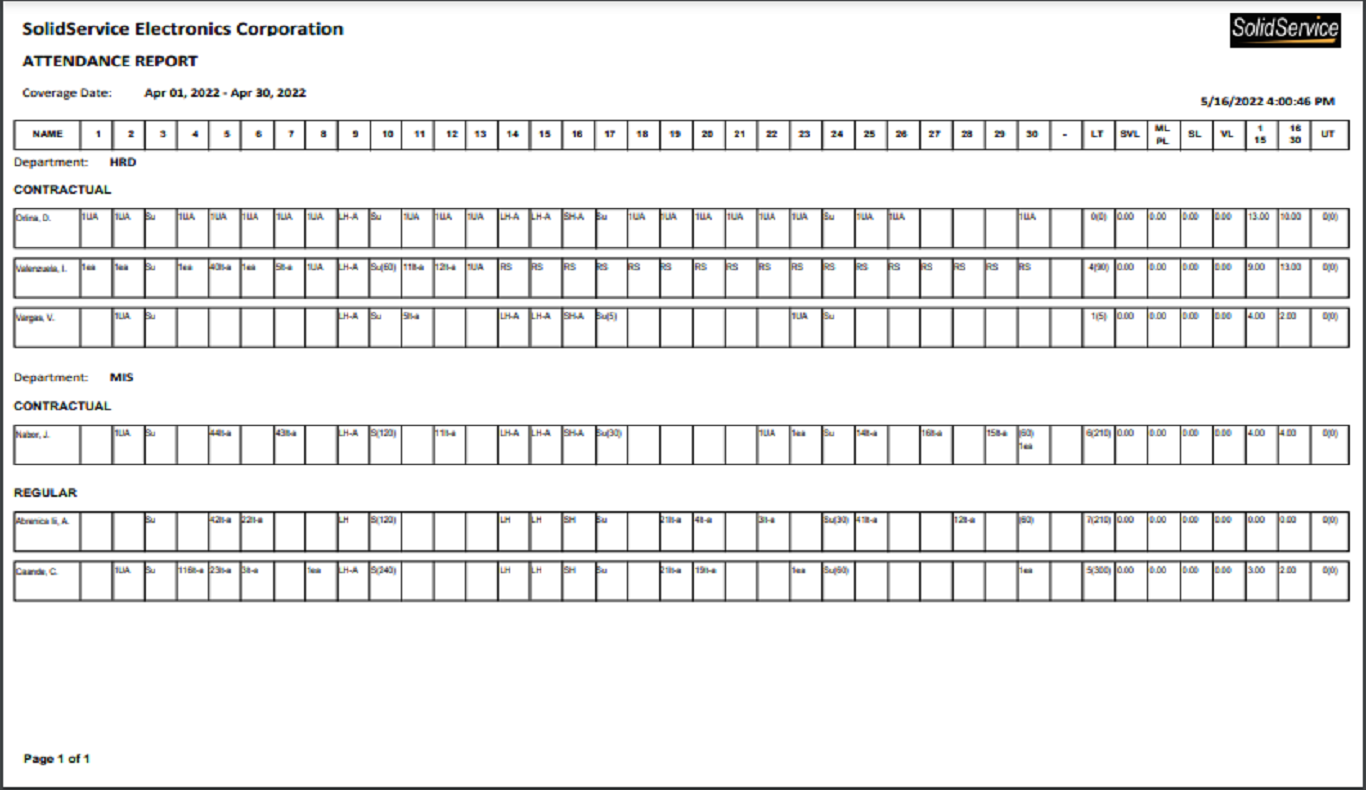 SolidService Electronics Corporation
SolidService
ATTENDANCE REPORT
Coverage Date: Apr 01, 2022 - Apr 30, 2022
5/16/2022 4:00:46 PM
NAME 1 2 3 4 5 6 7 8 9 10 11 12 13 14 15 16 17 18 19 20 21 22 23 24 25 26 27 28 29 30 - LT SVL ML PL SL VL 1 15 16 30 UT
Department: HRD
CONTRACTUAL
D. 1UA 1UA Su 1UA 1UA 1UA 1UA 1UA LH-A Su 1UA 1UA 1UA LH-A LH-A SH-A Su 1UA 1UA 1UA 1UA 1UA 1UA Su 1UA 1UA 1UA 0(0) 0.00 0.00 0.00 0.00 13.00 10.00 0(0)
Valenzuela, I. 1ea 1ea Su 1ea 40lt-a 1ea 5lt-a 1UA LH-A Su(60) 11lt-a 12lt-a 1UA RS RS RS RS RS RS RS RS RS RS RS RS RS RS RS RS RS 4(90) 0.00 0.00 0.00 0.00 9.00 13.00 0(0)
Vargas, V. 1UA Su LH-A Su 5lt-a LH-A LH-A SH-A Su(5) 1UA Su 1(5) 0.00 0.00 0.00 0.00 4.00 2.00 0(0)
Department: MIS
CONTRACTUAL
Nabor, J. 1UA Su 44lt-a 43lt-a LH-A S(120) 11lt-a LH-A LH-A SH-A Su(30) 1UA 1ea Su 14lt-a 16lt-a 15lt-a (60) 6(210) 0.00 0.00 0.00 0.00 4.00 4.00 0(0)
1ea
REGULAR
Abrenica Iii, A. Su 42lt-a 22lt-a LH S(120) LH LH SH Su 21lt-a 4lt-a 3lt-a Su(30) 41lt-a 12lt-a (60) 7(210) 0.00 0.00 0.00 0.00 0.00 0.00 0(0)
Caande, C. 1UA Su 116lt-a 23lt-a 3lt-a 1ea LH-A S(240) LH LH SH Su 21lt-a 19lt-a 1ea Su(60) 1ea 5(300) 0.00 0.00 0.00 0.00 3.00 2.00 0(0)
Page 1 of 1